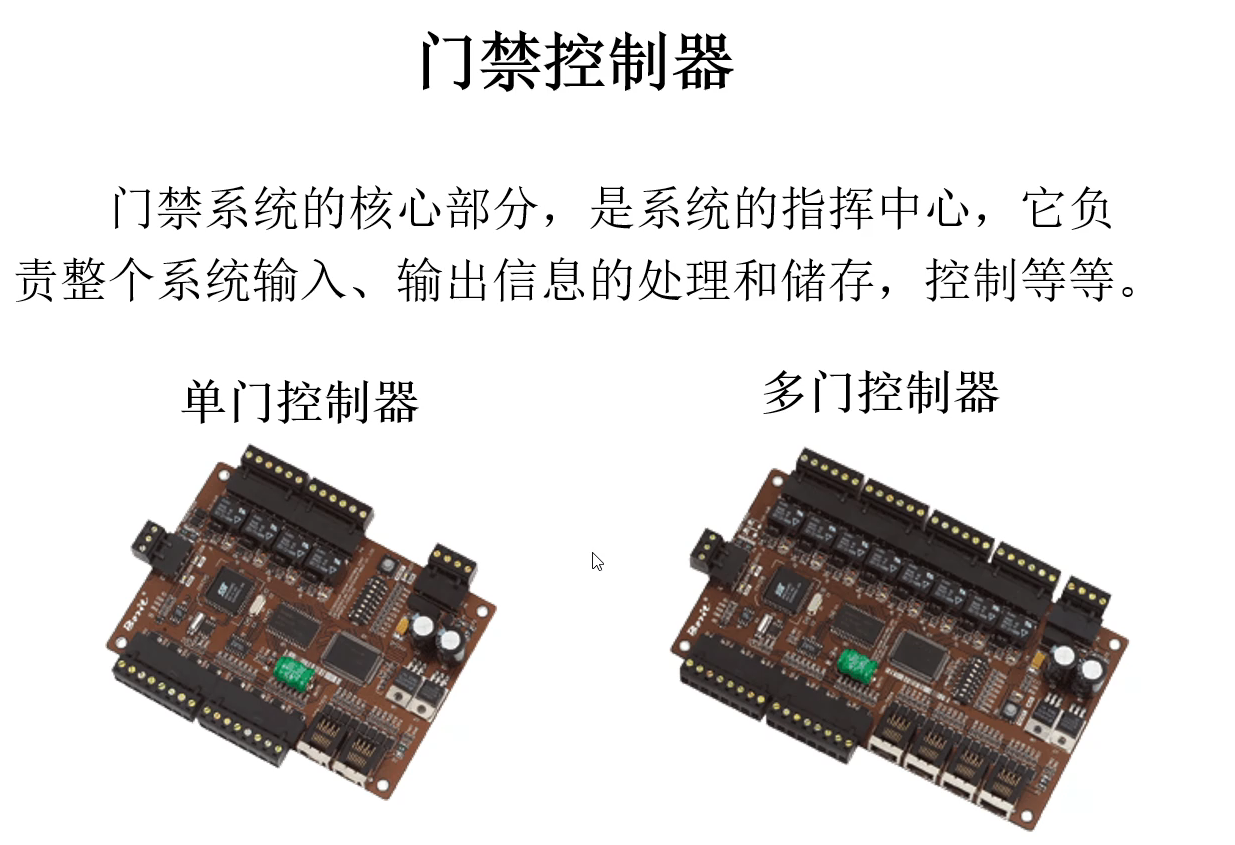 门禁控制器
门禁系统的核心部分，是系统的指挥中心，它负
责整个系统输入、输出信息的处理和储存，控制等等。
单门控制器
多门控制器